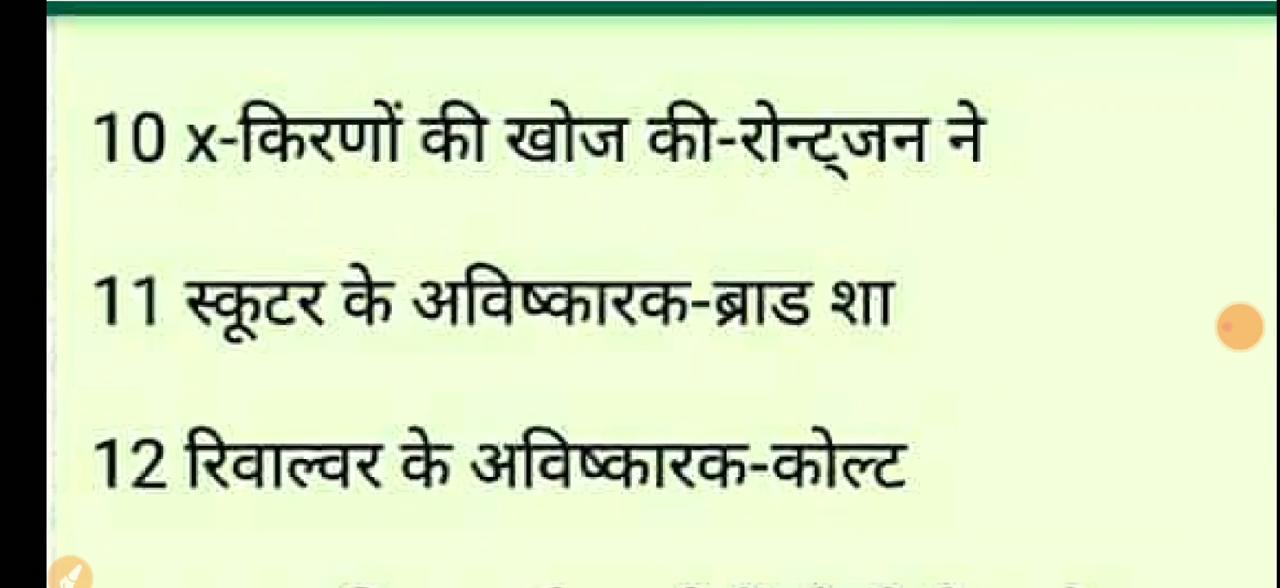 10 x-किरणों की खोज की-रोन्ट्जन ने
11 स्कूटर के अविष्कारक-ब्राड शा
12 रिवाल्वर के अविष्कारक-कोल्ट